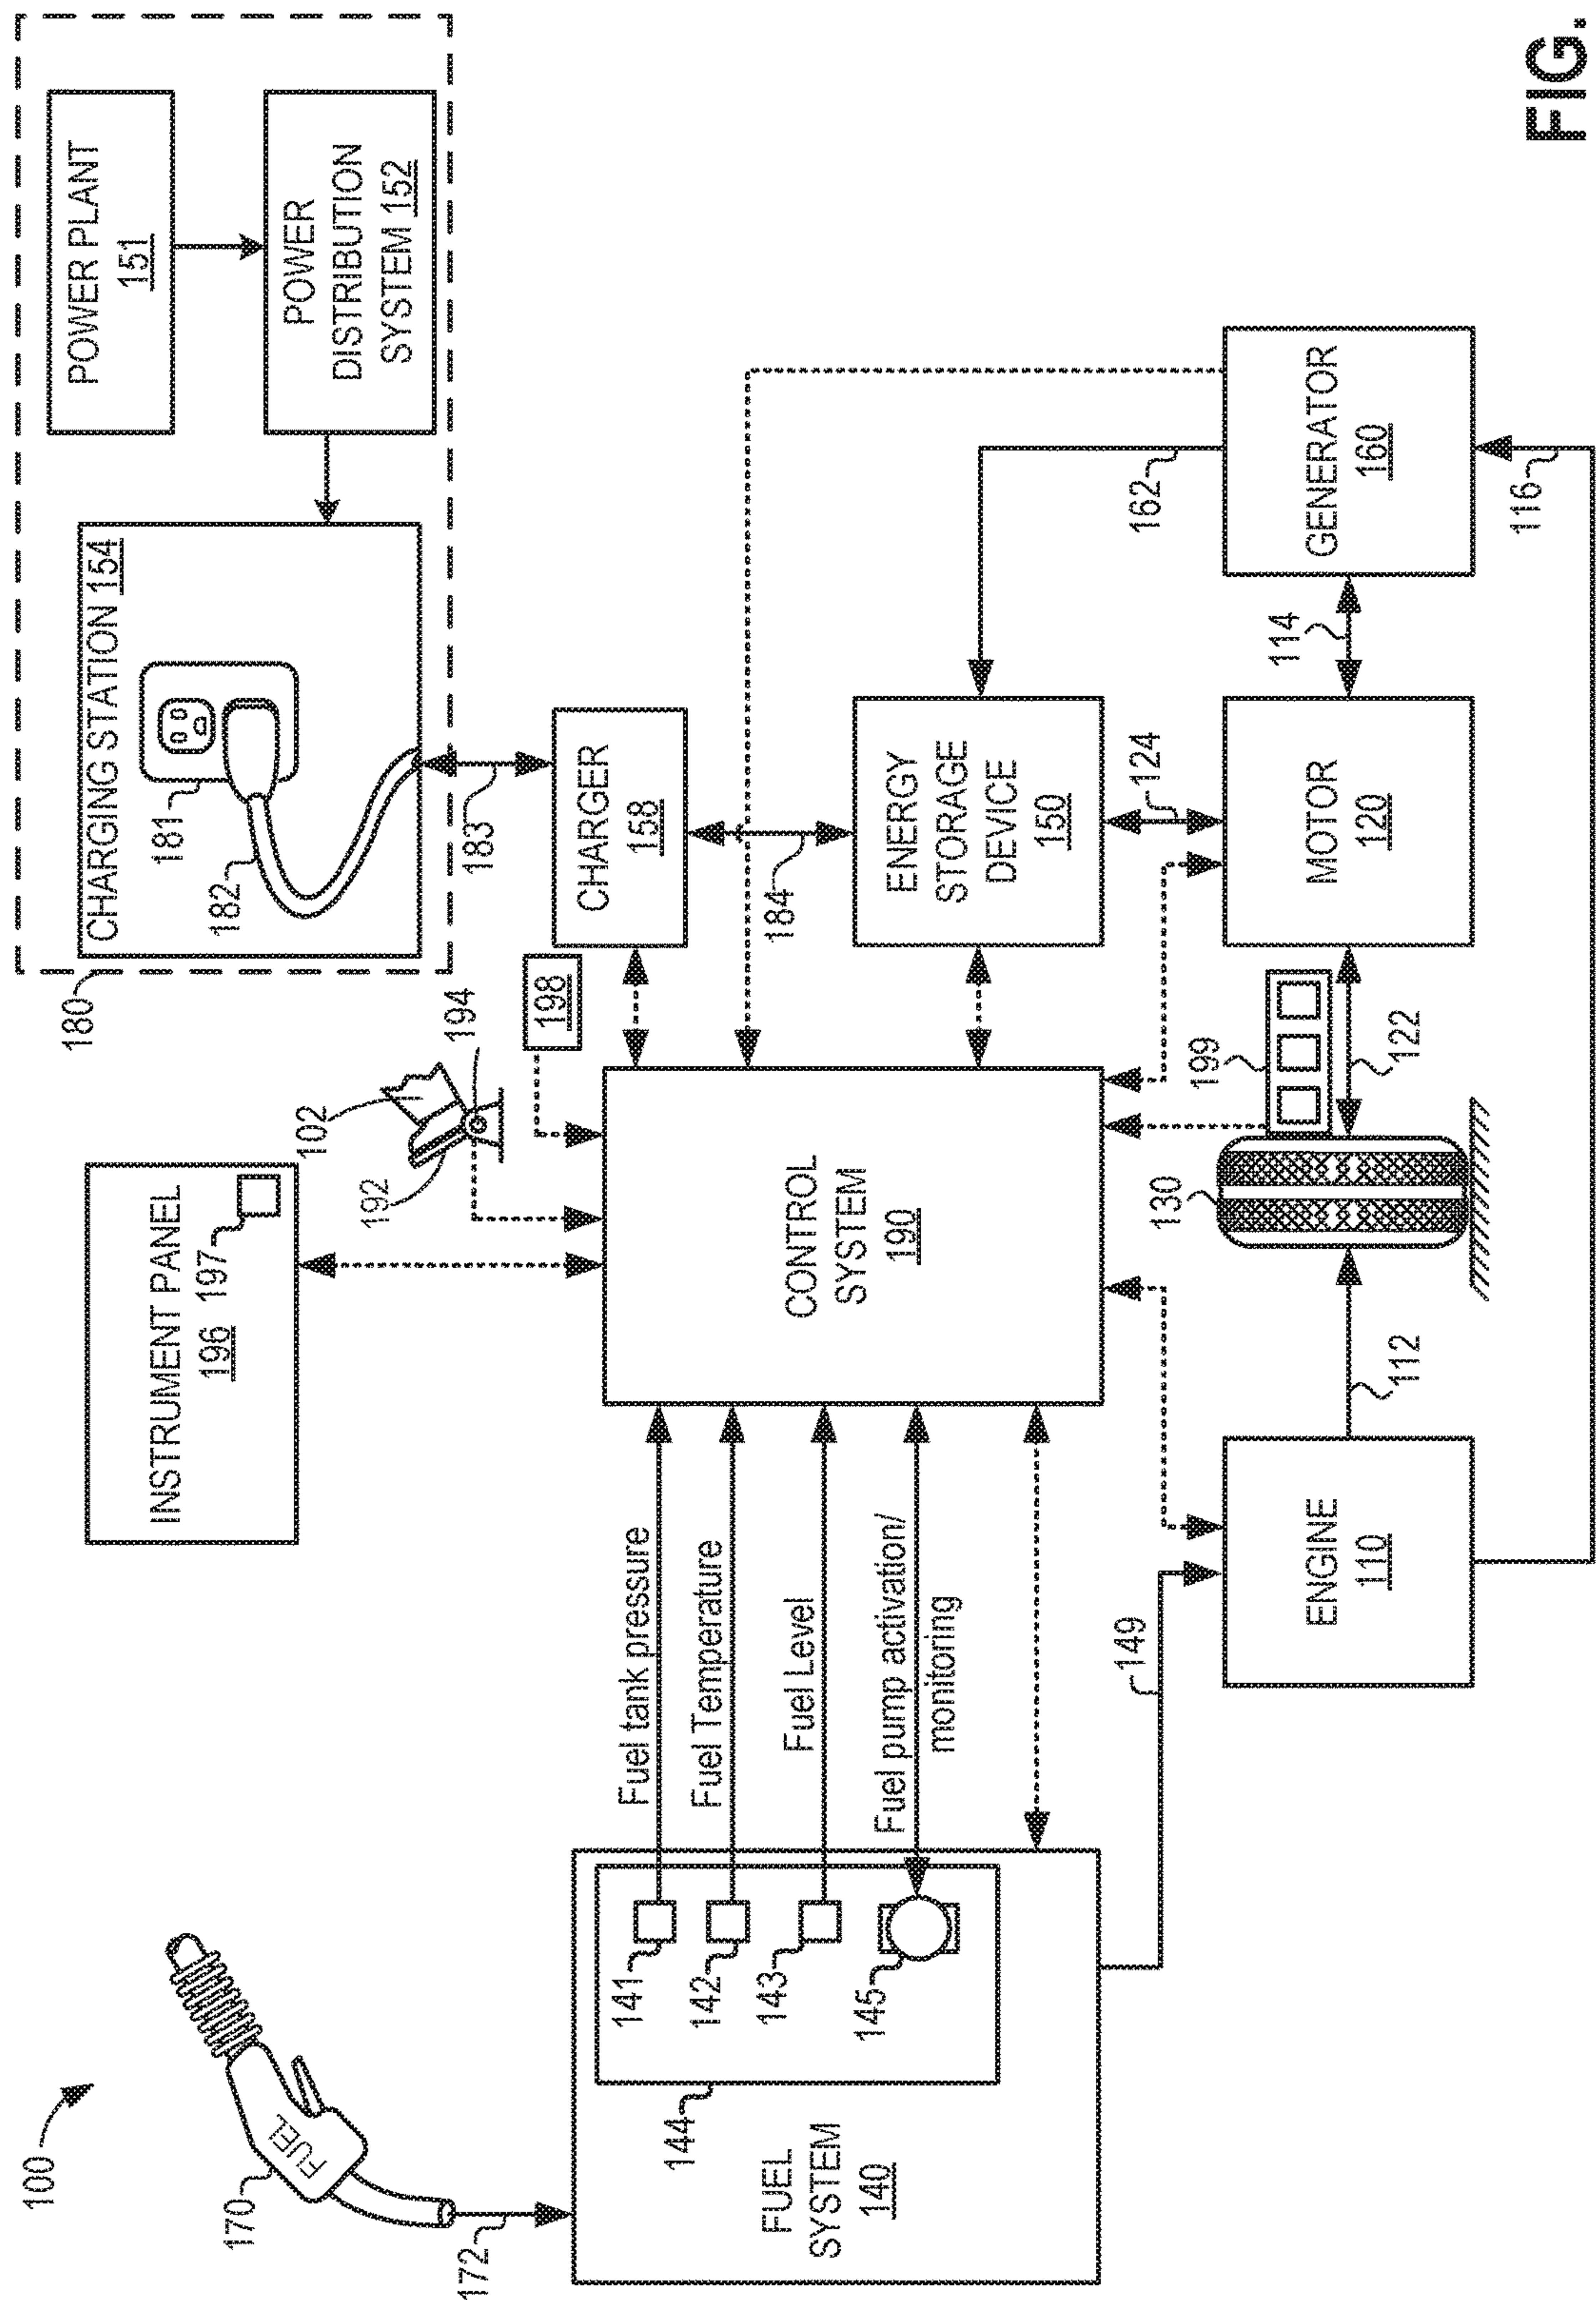 100
170
FUEL
172
FUEL
SYSTEM
140
144
141
142
143
145
Fuel tank pressure
Fuel Temperature
Fuel Level
Fuel pump activation/
monitoring
149
INSTRUMENT PANEL
196
197
102
192
194
198
CONTROL
SYSTEM
190
180
CHARGING STATION 154
181
182
183
POWER PLANT
151
POWER
DISTRIBUTION
SYSTEM 152
CHARGER
158
184
ENERGY
STORAGE
DEVICE
150
124
162
ENGINE
110
112
130
199
122
MOTOR
120
114
GENERATOR
160
116
FIG.